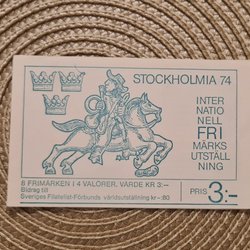 STOCKHOLMIA 74
INTER
NATIO
NELL
FRI
MÄRKS
UTSTÄLL
NING
8 FRIMÄRKEN I 4 VALÖRER, VÄRDE KR 3:—
Bidrag till
Sveriges Filatelist-Förbunds världsutställning kr -:80
PRIS 3:—